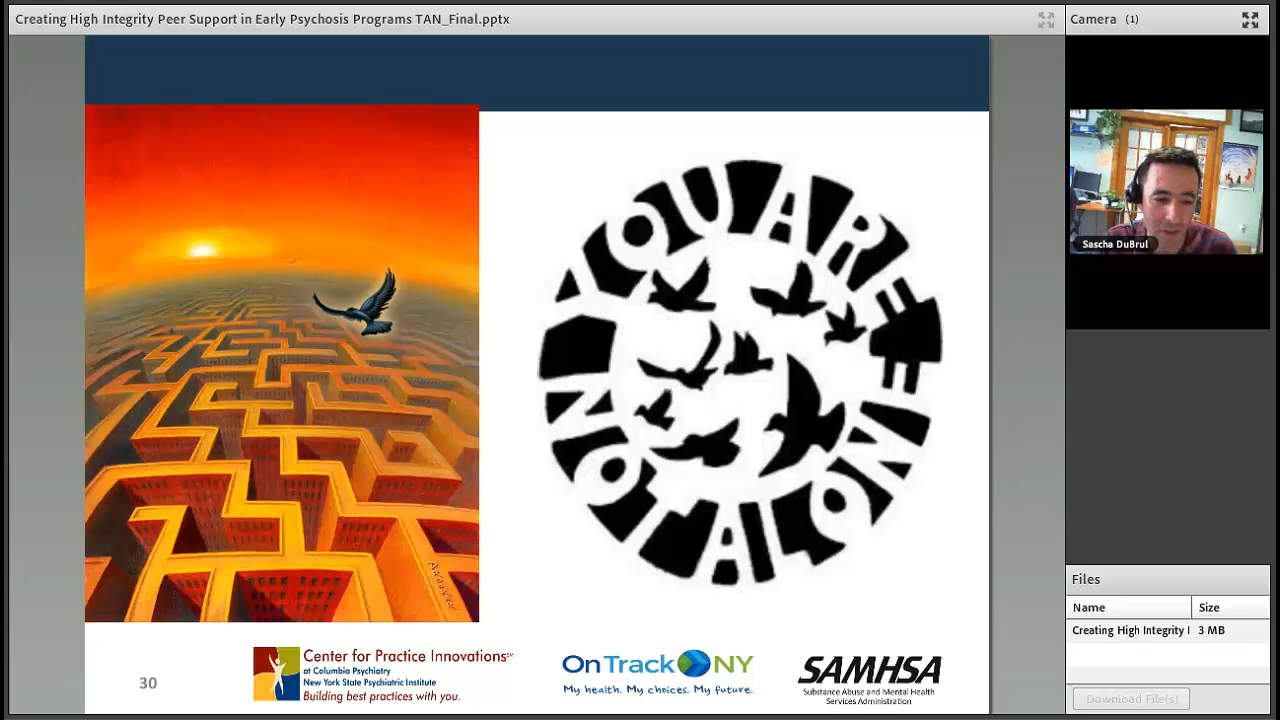 Creating High Integrity Peer Support in Early Psychosis Programs TAN_Final.pptx
Camera (1)
Sascha DuBrul
YOU ARE NOT ALONE
30
Center for Practice Innovations℠
at Columbia Psychiatry
New York State Psychiatric Institute
Building best practices with you.
OnTrackNY
My health. My choices. My future.
SAMHSA
Substance Abuse and Mental Health
Services Administration
Files
Name Size
Creating High Integrity I 3 MB
Download File(s)